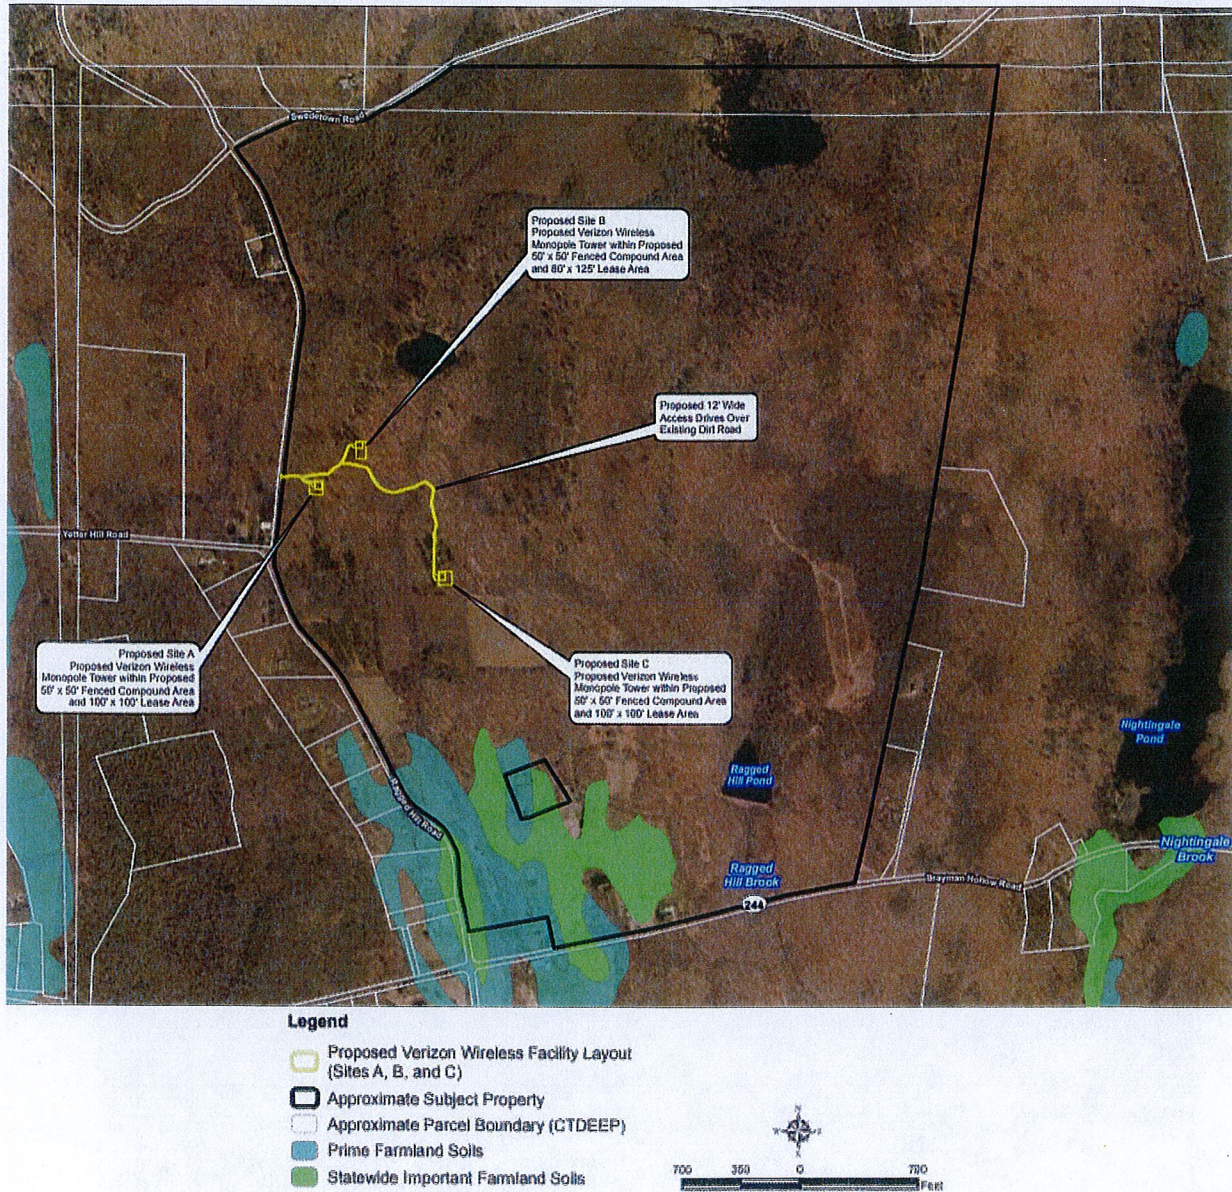 Swedetown Road
Proposed Site B
Proposed Verizon Wireless
Monopole Tower within Proposed
50' x 50' Fenced Compound Area
and 80' x 125' Lease Area
Proposed 12' Wide
Access Drives Over
Existing Dirt Road
Yetter Hill Road
Proposed Site A
Proposed Verizon Wireless
Monopole Tower within Proposed
50' x 50' Fenced Compound Area
and 100' x 100' Lease Area
Proposed Site C
Proposed Verizon Wireless
Monopole Tower within Proposed
50' x 50' Fenced Compound Area
and 100' x 100' Lease Area
Nightingale
Pond
Ragged
Hill Pond
Ragged Hill Road
Nightingale
Brook
Ragged
Hill Brook
Brayman Hollow Road
244
Legend
Proposed Verizon Wireless Facility Layout
(Sites A, B, and C)
Approximate Subject Property
Approximate Parcel Boundary (CTDEEP)
Prime Farmland Soils
Statewide Important Farmland Soils
N
W
E
S
700 350 0 700
Feet